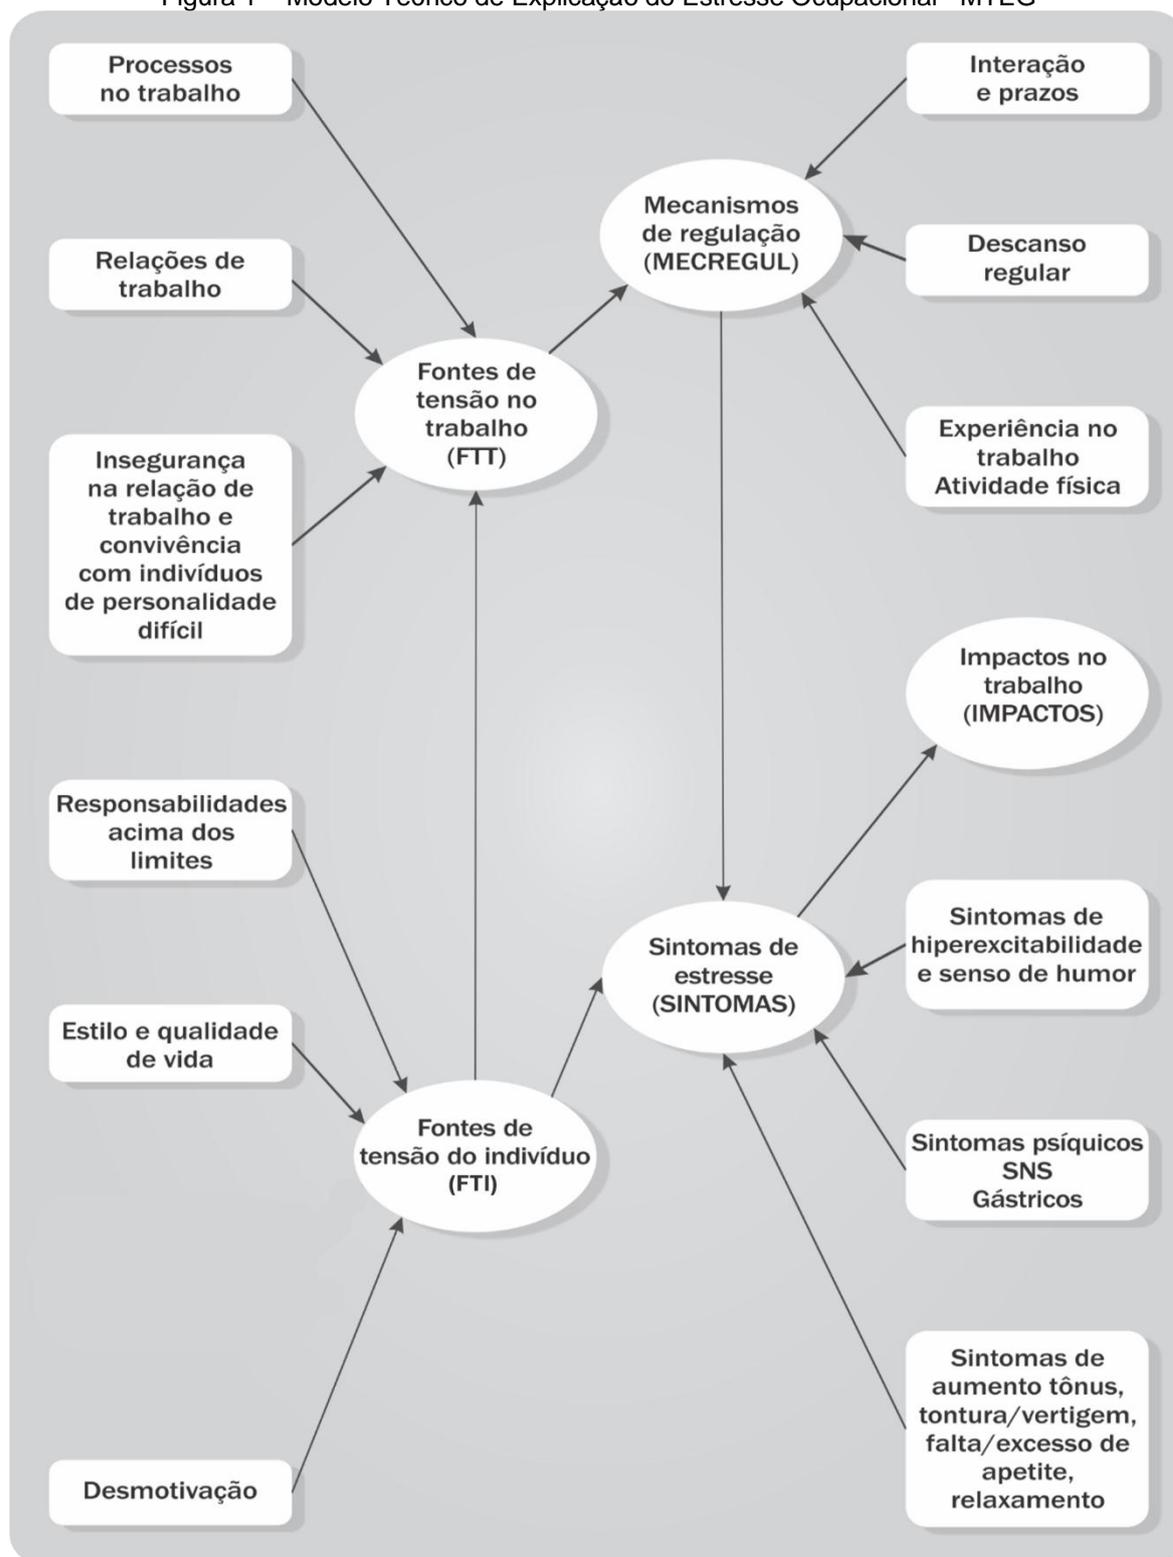 Figura 1 – Modelo Teórico de Explicação do Estresse Ocupacional - MTEG
Processos
no trabalho
Interação
e prazos
Mecanismos
de regulação
(MECREGUL)
Relações de
trabalho
Descanso
regular
Fontes de
tensão no
trabalho
(FTT)
Experiência no
trabalho
Atividade física
Insegurança
na relação de
trabalho e
convivência
com indivíduos
de personalidade
difícil
Impactos no
trabalho
(IMPACTOS)
Responsabilidades
acima dos
limites
Sintomas de
estresse
(SINTOMAS)
Sintomas de
hiperexcitabilidade
e senso de humor
Estilo e qualidade
de vida
Fontes de
tensão do indivíduo
(FTI)
Sintomas psíquicos
SNS
Gástricos
Sintomas de
aumento tônus,
tontura/vertigem,
falta/excesso de
apetite,
relaxamento
Desmotivação